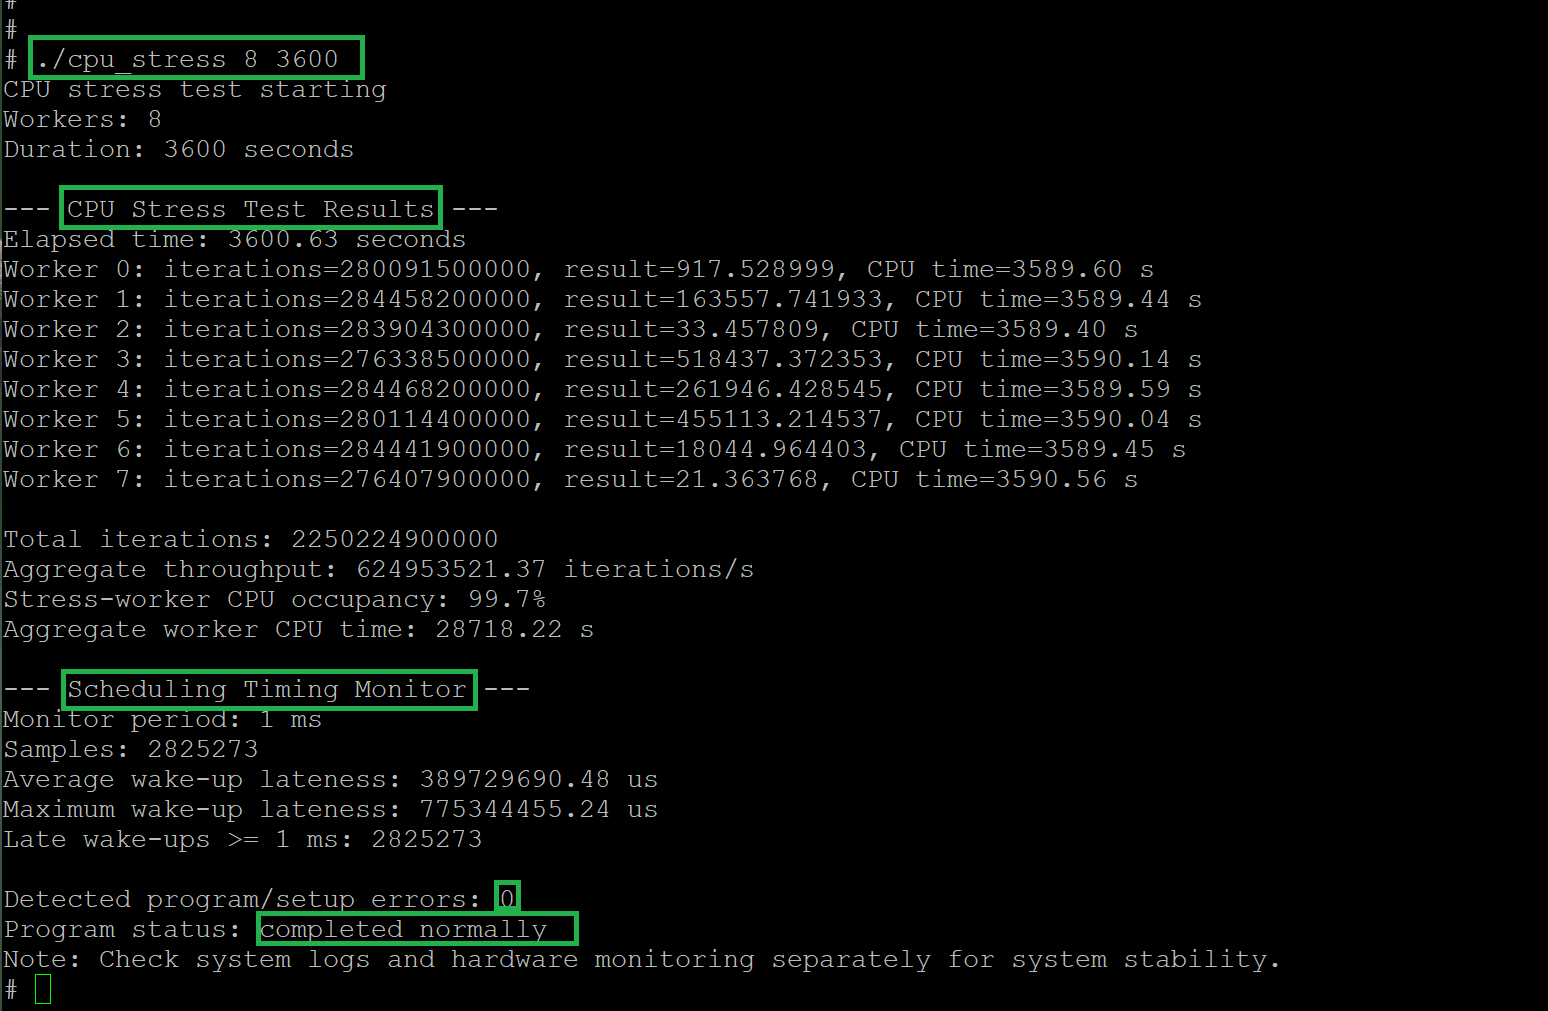 #
#
# ./cpu_stress 8 3600
CPU stress test starting
Workers: 8
Duration: 3600 seconds
--- CPU Stress Test Results ---
Elapsed time: 3600.63 seconds
Worker 0: iterations=280091500000, result=917.528999, CPU time=3589.60 s
Worker 1: iterations=284458200000, result=163557.741933, CPU time=3589.44 s
Worker 2: iterations=283904300000, result=33.457809, CPU time=3589.40 s
Worker 3: iterations=276338500000, result=518437.372353, CPU time=3590.14 s
Worker 4: iterations=284468200000, result=261946.428545, CPU time=3589.59 s
Worker 5: iterations=280114400000, result=455113.214537, CPU time=3590.04 s
Worker 6: iterations=284441900000, result=18044.964403, CPU time=3589.45 s
Worker 7: iterations=276407900000, result=21.363768, CPU time=3590.56 s
Total iterations: 2250224900000
Aggregate throughput: 624953521.37 iterations/s
Stress-worker CPU occupancy: 99.7%
Aggregate worker CPU time: 28718.22 s
--- Scheduling Timing Monitor ---
Monitor period: 1 ms
Samples: 2825273
Average wake-up lateness: 389729690.48 us
Maximum wake-up lateness: 775344455.24 us
Late wake-ups >= 1 ms: 2825273
Detected program/setup errors: 0
Program status: completed normally
Note: Check system logs and hardware monitoring separately for system stability.
#